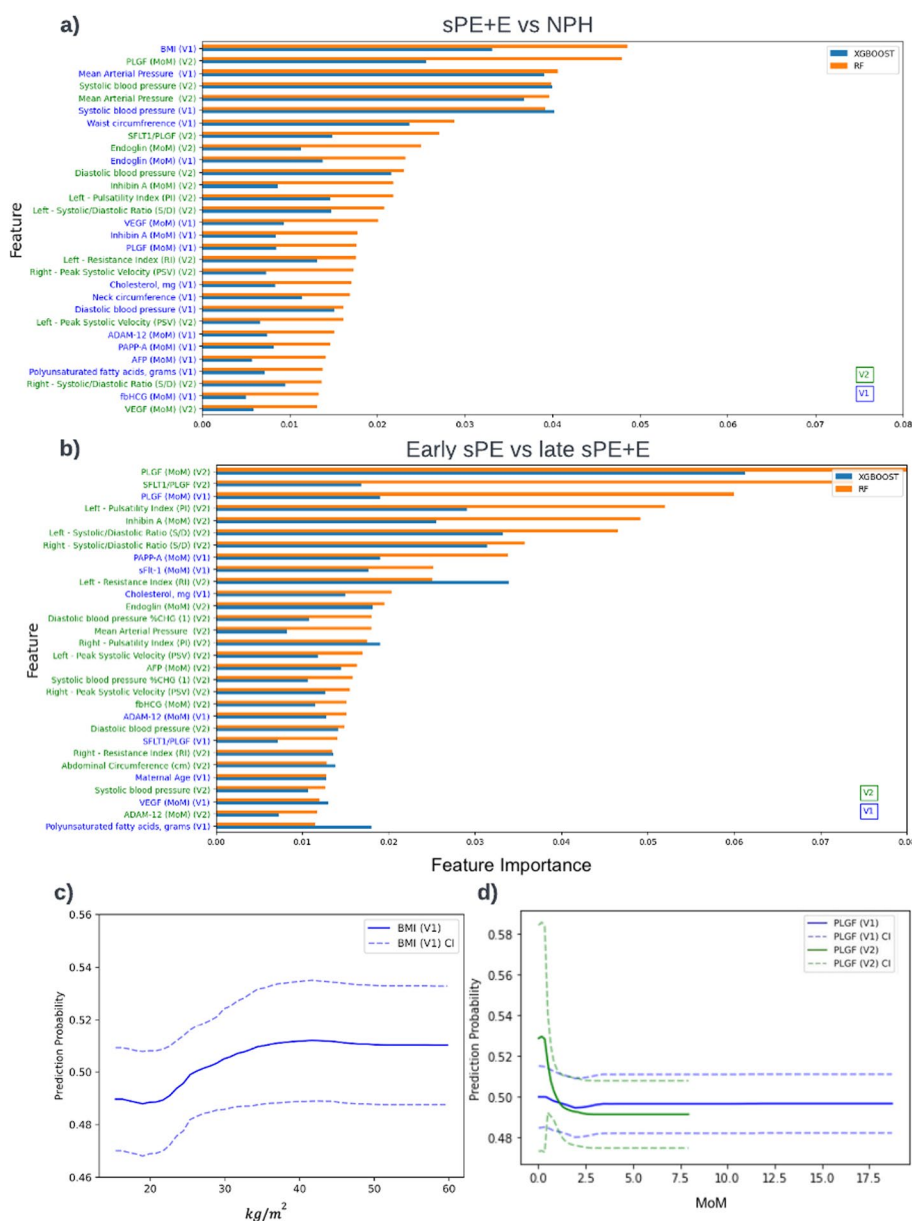 a) sPE+E vs NPH
BMI (V1)
PLGF (MoM) (V2)
Mean Arterial Pressure (V1)
Systolic blood pressure (V2)
Mean Arterial Pressure (V2)
Systolic blood pressure (V1)
Waist circumfrerence (V1)
SFLT1/PLGF (V2)
Endoglin (MoM) (V2)
Endoglin (MoM) (V1)
Diastolic blood pressure (V2)
Inhibin A (MoM) (V2)
Left - Pulsatility Index (PI) (V2)
Left - Systolic/Diastolic Ratio (S/D) (V2)
VEGF (MoM) (V1)
Inhibin A (MoM) (V1)
PLGF (MoM) (V1)
Left - Resistance Index (RI) (V2)
Right - Peak Systolic Velocity (PSV) (V2)
Cholesterol, mg (V1)
Neck circumference (V1)
Diastolic blood pressure (V1)
Left - Peak Systolic Velocity (PSV) (V2)
ADAM-12 (MoM) (V1)
PAPP-A (MoM) (V1)
AFP (MoM) (V1)
Polyunsaturated fatty acids, grams (V1)
Right - Systolic/Diastolic Ratio (S/D) (V2)
fbHCG (MoM) (V1)
VEGF (MoM) (V2)
Feature
XGBOOST
RF
V2
V1
0.00 0.01 0.02 0.03 0.04 0.05 0.06 0.07 0.08
b) Early sPE vs late sPE+E
PLGF (MoM) (V2)
SFLT1/PLGF (V2)
PLGF (MoM) (V1)
Left - Pulsatility Index (PI) (V2)
Inhibin A (MoM) (V2)
Left - Systolic/Diastolic Ratio (S/D) (V2)
Right - Systolic/Diastolic Ratio (S/D) (V2)
PAPP-A (MoM) (V1)
sFlt-1 (MoM) (V1)
Left - Resistance Index (RI) (V2)
Cholesterol, mg (V1)
Endoglin (MoM) (V2)
Diastolic blood pressure %CHG (1) (V2)
Mean Arterial Pressure (V2)
Right - Pulsatility Index (PI) (V2)
Left - Peak Systolic Velocity (PSV) (V2)
AFP (MoM) (V2)
Systolic blood pressure %CHG (1) (V2)
Right - Peak Systolic Velocity (PSV) (V2)
fbHCG (MoM) (V2)
ADAM-12 (MoM) (V1)
Diastolic blood pressure (V2)
SFLT1/PLGF (V1)
Right - Resistance Index (RI) (V2)
Abdominal Circumference (cm) (V2)
Maternal Age (V1)
Systolic blood pressure (V2)
VEGF (MoM) (V1)
ADAM-12 (MoM) (V2)
Polyunsaturated fatty acids, grams (V1)
Feature
XGBOOST
RF
V2
V1
0.00 0.01 0.02 0.03 0.04 0.05 0.06 0.07 0.08
Feature Importance
c)
0.56
0.54
0.52
0.50
0.48
0.46
Prediction Probability
BMI (V1)
BMI (V1) CI
20 30 40 50 60
kg/m²
d)
0.58
0.56
0.54
0.52
0.50
0.48
Prediction Probability
PLGF (V1)
PLGF (V1) CI
PLGF (V2)
PLGF (V2) CI
0.0 2.5 5.0 7.5 10.0 12.5 15.0 17.5
MoM